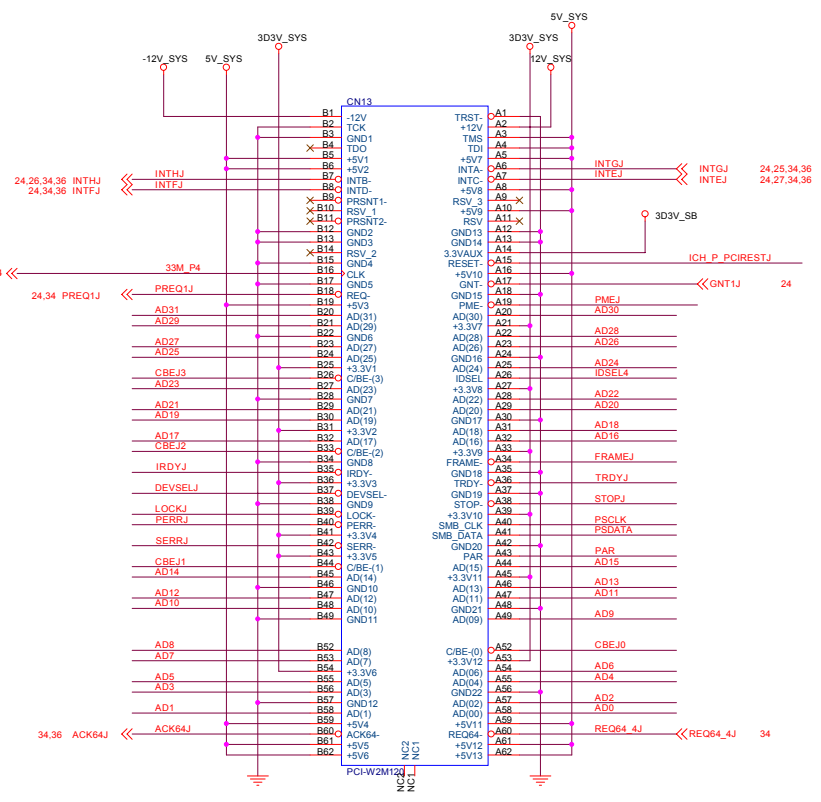 5V_SYS
3D3V_SYS 3D3V_SYS
-12V_SYS 5V_SYS 12V_SYS
CN13
B1 -12V TRST- A1
B2 TCK +12V A2
B3 GND1 TMS A3
B4 TDO TDI A4
B5 +5V1 +5V7 A5
B6 +5V2 INTA- A6 INTGJ INTGJ 24,25,34,36
24,26,34,36 INTHJ INTHJ B7 INTB- INTC- A7 INTEJ INTEJ 24,27,34,36
24,34,36 INTFJ INTFJ B8 INTD- +5V8 A8
B9 PRSNT1- RSV_3 A9
B10 RSV_1 +5V9 A10
B11 PRSNT2- RSV A11
3D3V_SB
B12 GND2 GND13 A12
B13 GND3 GND14 A13
B14 RSV_2 3.3VAUX A14
B15 GND4 RESET- A15 ICH_P_PCIRESTJ
33M_P4 B16 CLK +5V10 A16
B17 GND5 GNT- A17 GNT1J 24
24,34 PREQ1J PREQ1J B18 REQ- GND15 A18
B19 +5V3 PME- A19 PMEJ
AD31 B20 AD(31) AD(30) A20 AD30
AD29 B21 AD(29) +3.3V7 A21
B22 GND6 AD(28) A22 AD28
AD27 B23 AD(27) AD(26) A23 AD26
AD25 B24 AD(25) GND16 A24
B25 +3.3V1 AD(24) A25 AD24
CBEJ3 B26 C/BE-(3) IDSEL A26 IDSEL4
AD23 B27 AD(23) +3.3V8 A27
B28 GND7 AD(22) A28 AD22
AD21 B29 AD(21) AD(20) A29 AD20
AD19 B30 AD(19) GND17 A30
B31 +3.3V2 AD(18) A31 AD18
AD17 B32 AD(17) AD(16) A32 AD16
CBEJ2 B33 C/BE-(2) +3.3V9 A33
B34 GND8 FRAME- A34 FRAMEJ
IRDYJ B35 IRDY- GND18 A35
B36 +3.3V3 TRDY- A36 TRDYJ
DEVSELJ B37 DEVSEL- GND19 A37
B38 GND9 STOP- A38 STOPJ
LOCKJ B39 LOCK- +3.3V10 A39
PERRJ B40 PERR- SMB_CLK A40 PSCLK
B41 +3.3V4 SMB_DATA A41 PSDATA
SERRJ B42 SERR- GND20 A42
B43 +3.3V5 PAR A43 PAR
CBEJ1 B44 C/BE-(1) AD(15) A44 AD15
AD14 B45 AD(14) +3.3V11 A45
B46 GND10 AD(13) A46 AD13
AD12 B47 AD(12) AD(11) A47 AD11
AD10 B48 AD(10) GND21 A48
B49 GND11 AD(09) A49 AD9
AD8 B52 AD(8) C/BE-(0) A52 CBEJ0
AD7 B53 AD(7) +3.3V12 A53
B54 +3.3V6 AD(06) A54 AD6
AD5 B55 AD(5) AD(04) A55 AD4
AD3 B56 AD(3) GND22 A56
B57 GND12 AD(02) A57 AD2
AD1 B58 AD(1) AD(00) A58 AD0
B59 +5V4 +5V11 A59
34,36 ACK64J ACK64J B60 ACK64- REQ64- A60 REQ64_4J REQ64_4J 34
B61 +5V5 +5V12 A61
B62 +5V6 +5V13 A62
NC2 NC1
PCI-W2M120
NC2 NC1